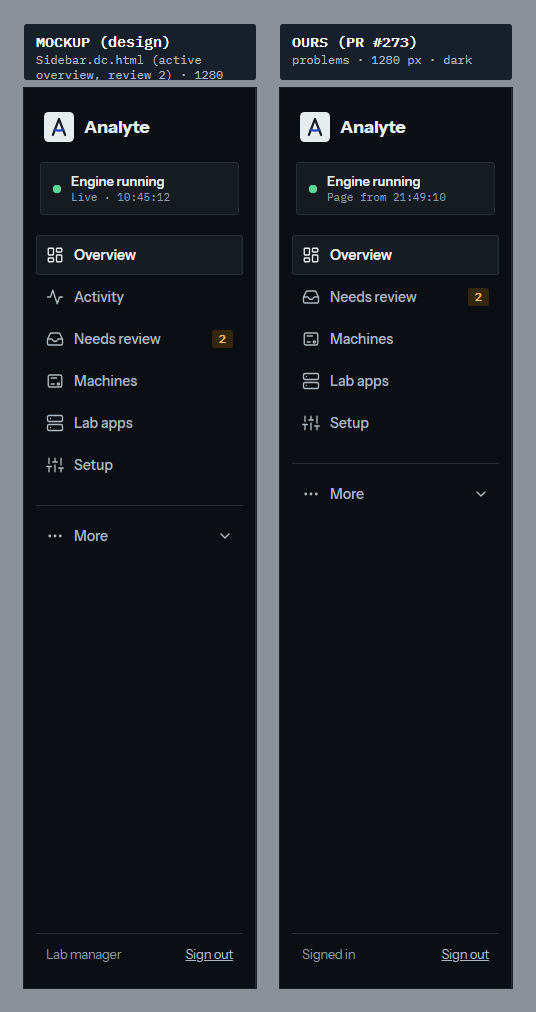 MOCKUP (design)
Sidebar.dc.html (active
overview, review 2) · 1280
Analyte
Engine running
Live · 10:45:12
Overview
Activity
Needs review 2
Machines
Lab apps
Setup
More
Lab manager Sign out
OURS (PR #273)
problems · 1280 px · dark
Analyte
Engine running
Page from 21:49:10
Overview
Needs review 2
Machines
Lab apps
Setup
More
Signed in Sign out